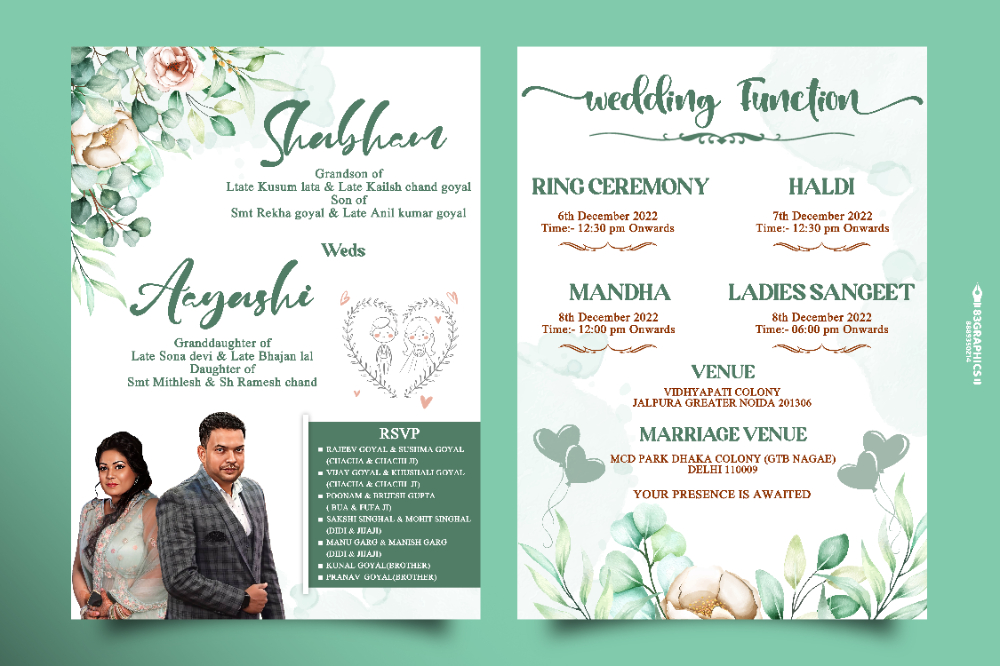 Shubham
Grandson of
Ltate Kusum lata & Late Kailsh chand goyal
Son of
Smt Rekha goyal & Late Anil kumar goyal
Weds
Aayushi
Granddaughter of
Late Sona devi & Late Bhajan lal
Daughter of
Smt Mithlesh & Sh Ramesh chand
RSVP
RAJEEV GOYAL & SUSHMA GOYAL
(CHACHA & CHACHI JI)
VIJAY GOYAL & KHUSHALI GOYAL
(CHACHA & CHACHI JI)
POONAM & BRIJESH GUPTA
( BUA & FUFA JI)
SAKSHI SINGHAL & MOHIT SINGHAL
(DIDI & JIJAJI)
MANU GARG & MANISH GARG
(DIDI & JIJAJI)
KUNAL GOYAL(BROTHER)
PRANAV GOYAL(BROTHER)
wedding Function
RING CEREMONY
6th December 2022
Time:- 12:30 pm Onwards
HALDI
7th December 2022
Time:- 12:30 pm Onwards
MANDHA
8th December 2022
Time:- 12:00 pm Onwards
LADIES SANGEET
8th December 2022
Time:- 06:00 pm Onwards
VENUE
VIDHYAPATI COLONY
JALPURA GREATER NOIDA 201306
MARRIAGE VENUE
MCD PARK DHAKA COLONY (GTB NAGAE)
DELHI 110009
YOUR PRESENCE IS AWAITED
83GRAPHICS